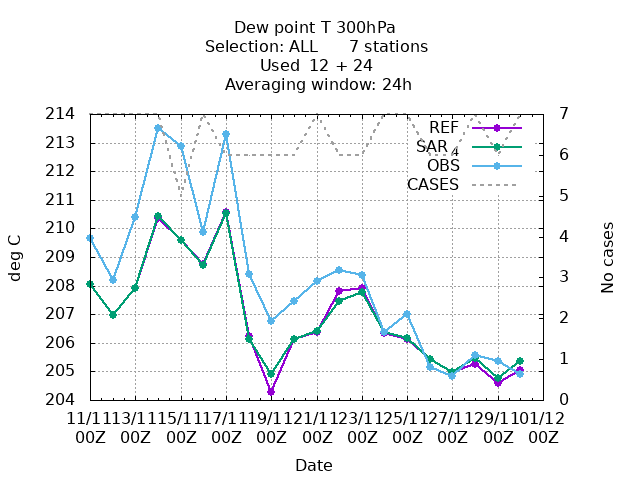 Dew point T 300hPa
Selection: ALL 7 stations
Used 12 + 24
Averaging window: 24h
214
213
212
211
210
209
208
207
206
205
204
7
6
5
4
3
2
1
0
deg C
No cases
REF
SAR 4
OBS
CASES
11/11 13/11 15/11 17/11 19/11 21/11 23/11 25/11 27/11 29/11 01/12
00Z 00Z 00Z 00Z 00Z 00Z 00Z 00Z 00Z 00Z 00Z
Date